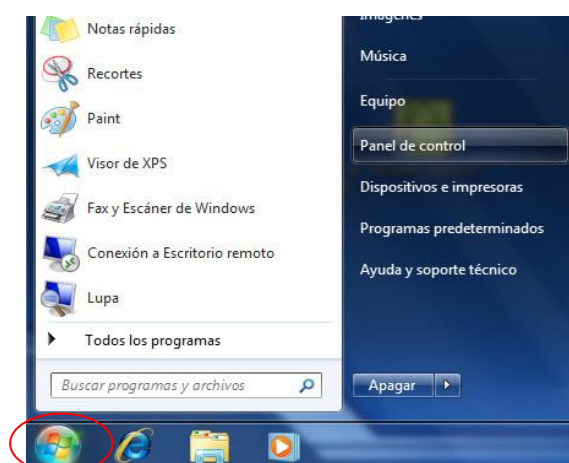 Notas rápidas
Recortes
Paint
Visor de XPS
Fax y Escáner de Windows
Conexión a Escritorio remoto
Lupa
Todos los programas
Buscar programas y archivos
Imágenes
Música
Equipo
Panel de control
Dispositivos e impresoras
Programas predeterminados
Ayuda y soporte técnico
Apagar